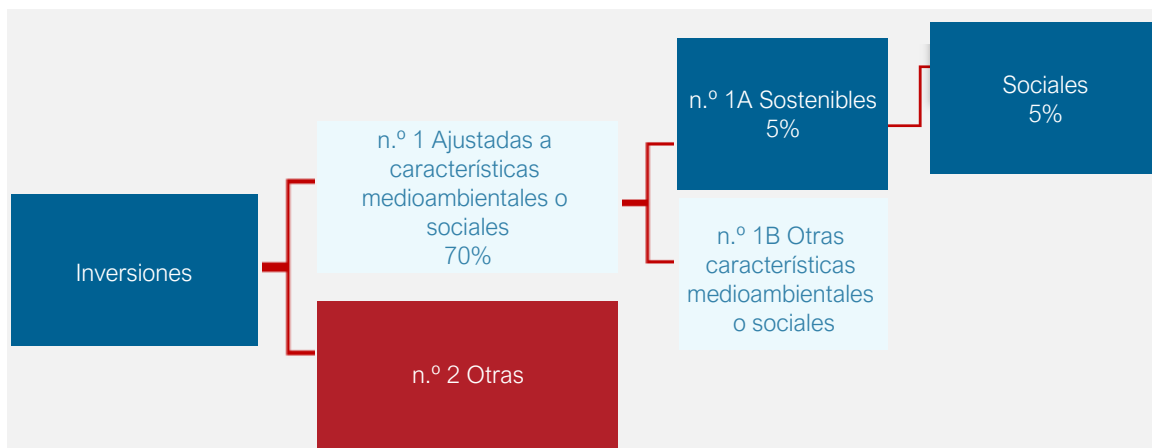 Inversiones
n.º 1 Ajustadas a
características
medioambientales o
sociales
70%
n.º 2 Otras
n.º 1A Sostenibles
5%
n.º 1B Otras
características
medioambientales
o sociales
Sociales
5%